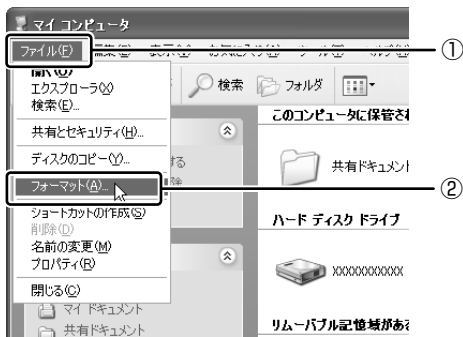 マイ コンピュータ
ファイル(F)
①
開く(O)
エクスプローラ(X)
検索(E)...
共有とセキュリティ(H)...
ディスクのコピー(Y)...
フォーマット(A)...
②
ショートカットの作成(S)
削除(D)
名前の変更(M)
プロパティ(R)
閉じる(C)
検索
フォルダ
このコンピュータに保管され
する
共有ドキュメント
ハード ディスク ドライブ
XXXXXXXXXXX
マイ ドキュメント
共有ドキュメント
リムーバブル記憶域があ